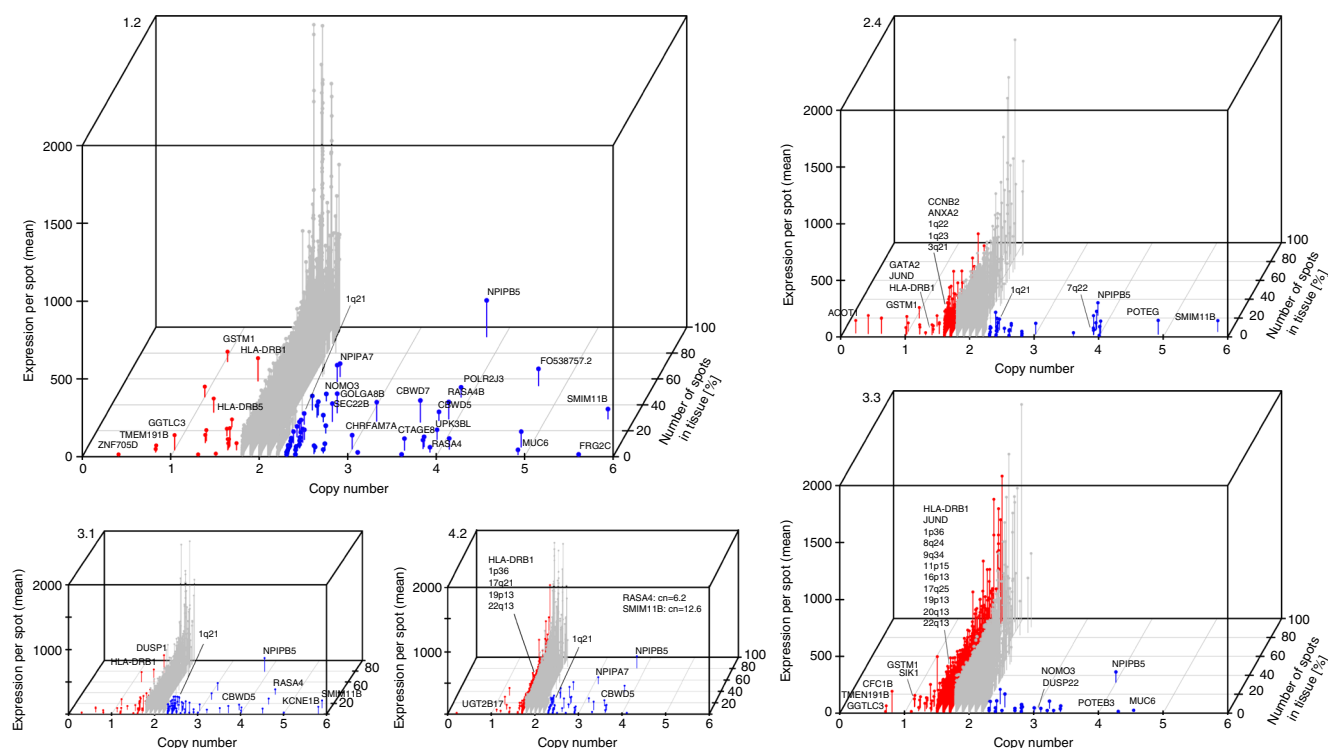 1.2
Expression per spot (mean)
2000
1500
1000
500
0
0
1
2
3
4
5
6
Copy number
100
80
60
40
20
0
Number of spots
in tissue [%]
1q21
NPIPB5
GSTM1
HLA-DRB1
NPIPA7
FO538757.2
POLR2J3
NOMO3
GOLGA8B
CBWD7
RASA4B
SEC22B
CBWD5
SMIM11B
HLA-DRB5
GGTLC3
UPK3BL
CHRFAM7A
CTAGE8
TMEM191B
RASA4
MUC6
ZNF705D
FRG2C
2.4
Expression per spot (mean)
2000
1500
1000
500
0
0
1
2
3
4
5
6
Copy number
100
80
60
40
20
0
Number of spots
in tissue [%]
CCNB2
ANXA2
1q22
1q23
3q21
GATA2
JUND
HLA-DRB1
1q21
7q22
NPIPB5
ACOT1
GSTM1
POTEG
SMIM11B
3.1
Expression per spot (mean)
2000
1000
0
0
1
2
3
4
5
6
Copy number
80
60
20
1q21
DUSP1
HLA-DRB1
NPIPB5
RASA4
CBWD5
SMIM11B
KCNE1B
4.2
Expression per spot (mean)
2000
1000
0
0
1
2
3
4
5
6
Copy number
100
80
40
20
HLA-DRB1
1p36
17q21
19p13
22q13
RASA4: cn=6.2
SMIM11B: cn=12.6
1q21
NPIPB5
NPIPA7
CBWD5
UGT2B17
3.3
Expression per spot (mean)
2000
1500
1000
500
0
0
1
2
3
4
5
6
Copy number
100
80
60
40
20
0
Number of spots
in tissue [%]
HLA-DRB1
JUND
1p36
8q24
9q34
11p15
16p13
17q25
19p13
20q13
22q13
GSTM1
SIK1
CFC1B
TMEN191B
GGTLC3
NOMO3
DUSP22
NPIPB5
POTEB3
MUC6